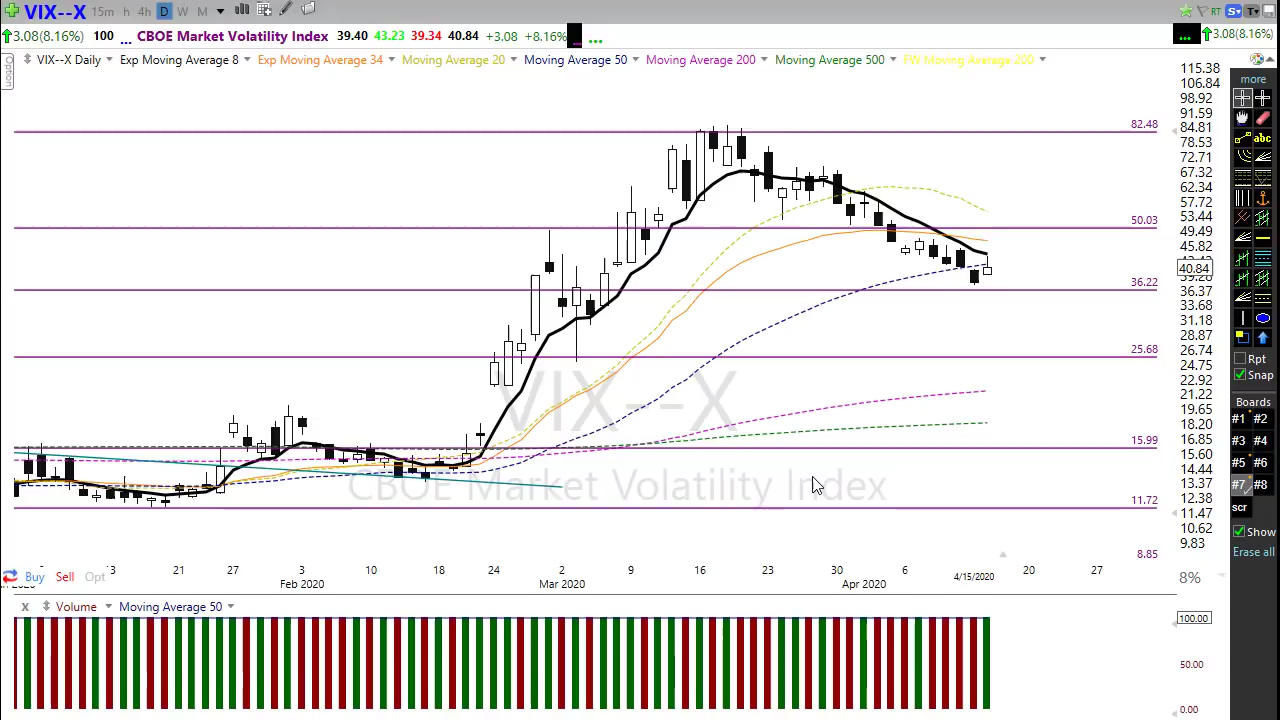 VIX--X 15m h 4h D W M RT S T
3.08(8.16%) 100 ... CBOE Market Volatility Index 39.40 43.23 39.34 40.84 +3.08 +8.16% ... ... 3.08(8.16%)
Option
VIX--X Daily Exp Moving Average 8 Exp Moving Average 34 Moving Average 20 Moving Average 50 Moving Average 200 Moving Average 500 FW Moving Average 200
115.38
106.84
98.92
91.59
84.81
78.53
72.71
67.32
62.34
57.72
53.44
49.49
45.82
40.84
36.37
33.68
31.18
28.87
26.74
24.75
22.92
21.22
19.65
18.20
16.85
15.60
14.44
13.37
12.38
11.47
10.62
9.83
82.48
50.03
36.22
25.68
15.99
11.72
8.85
VIX--X
CBOE Market Volatility Index
more
abc
Rpt
Snap
Boards
#1 #2
#3 #4
#5 #6
#7 #8
scr
Show
Erase all
13 21 27 3 10 18 24 2 9 16 23 30 6 4/15/2020 20 27
Feb 2020 Mar 2020 Apr 2020
Buy Sell Opt
8%
x Volume Moving Average 50
100.00
50.00
0.00